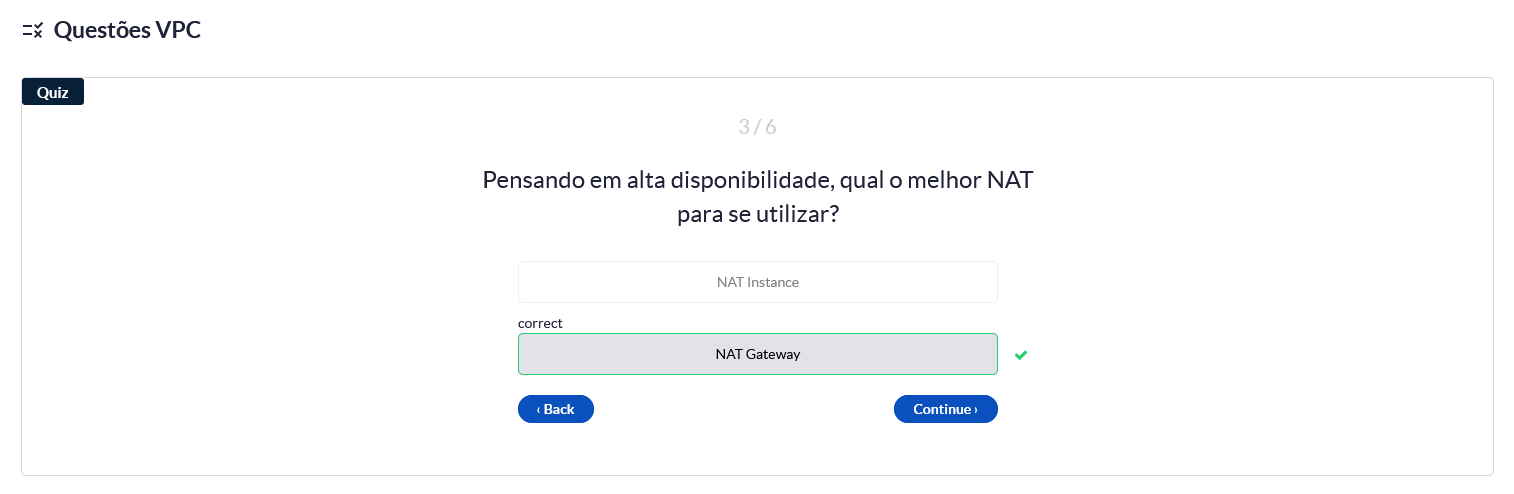 Questões VPC
Quiz
3 / 6
Pensando em alta disponibilidade, qual o melhor NAT
para se utilizar?
NAT Instance
correct
NAT Gateway
‹ Back
Continue ›